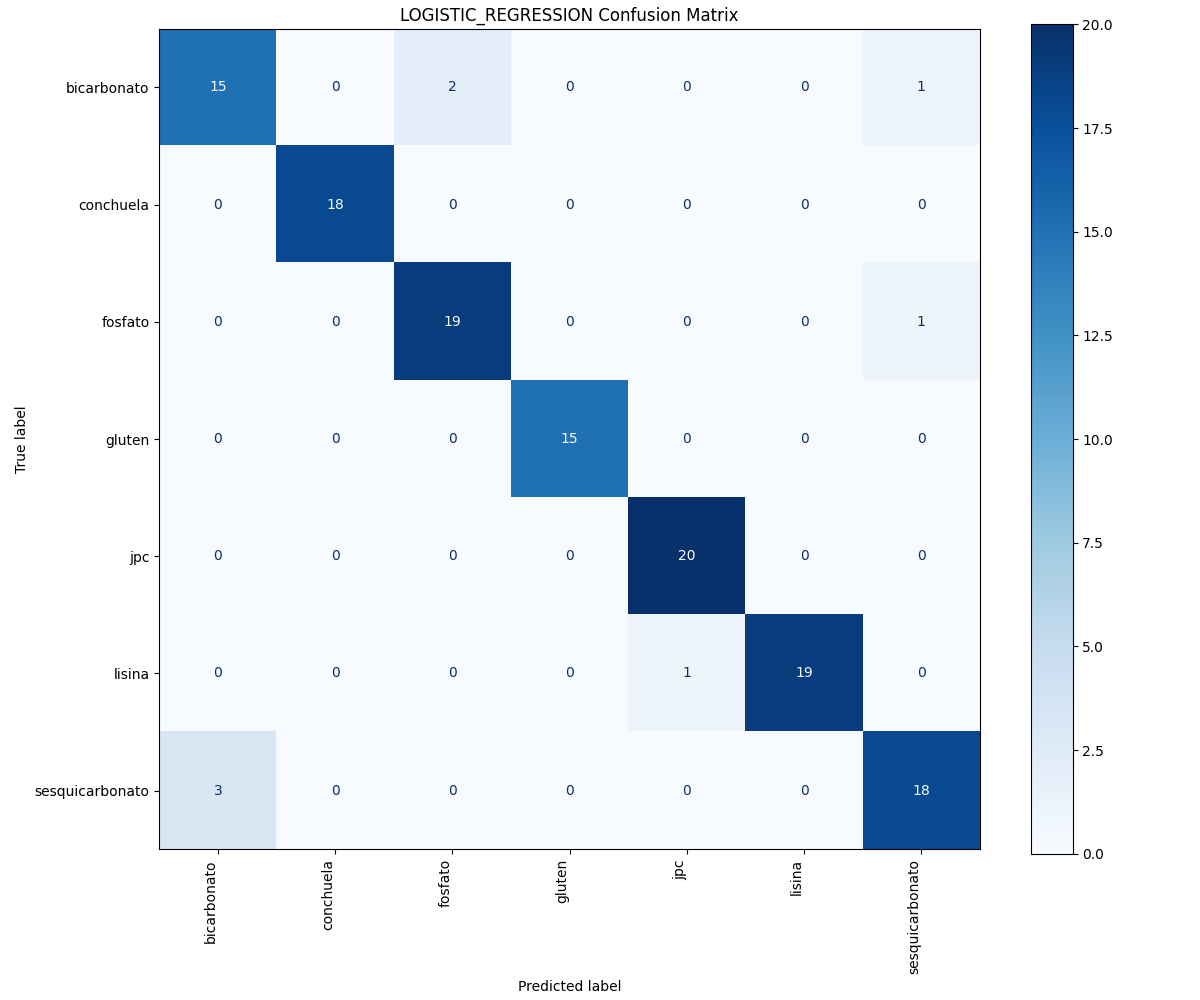 LOGISTIC_REGRESSION Confusion Matrix
True label
bicarbonato 15 0 2 0 0 0 1
conchuela 0 18 0 0 0 0 0
fosfato 0 0 19 0 0 0 1
gluten 0 0 0 15 0 0 0
jpc 0 0 0 0 20 0 0
lisina 0 0 0 0 1 19 0
sesquicarbonato 3 0 0 0 0 0 18
bicarbonato conchuela fosfato gluten jpc lisina sesquicarbonato
Predicted label
20.0
17.5
15.0
12.5
10.0
7.5
5.0
2.5
0.0